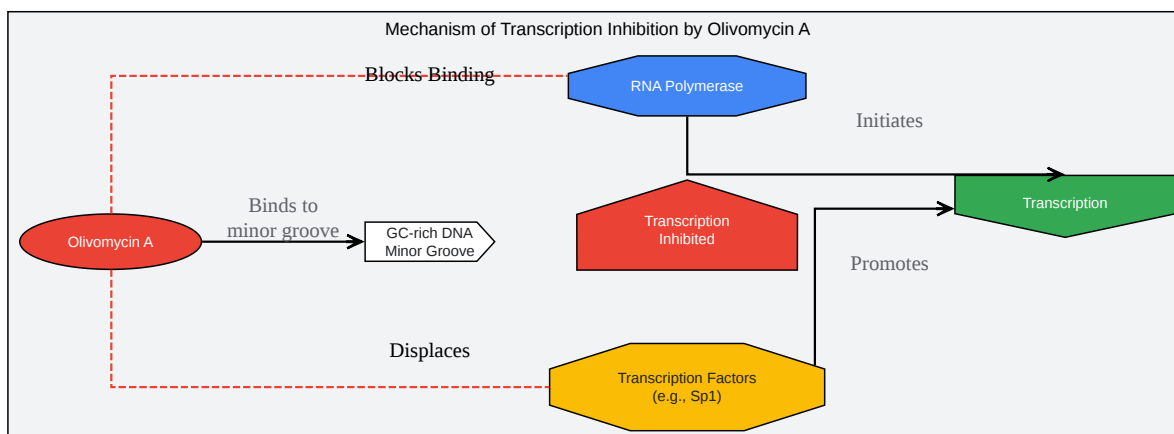 Mechanism of Transcription Inhibition by Olivomycin A
Blocks Binding
RNA Polymerase
Initiates
Binds to
minor groove
Olivomycin A
GC-rich DNA
Minor Groove
Transcription
Inhibited
Transcription
Promotes
Displaces
Transcription Factors
(e.g., Sp1)